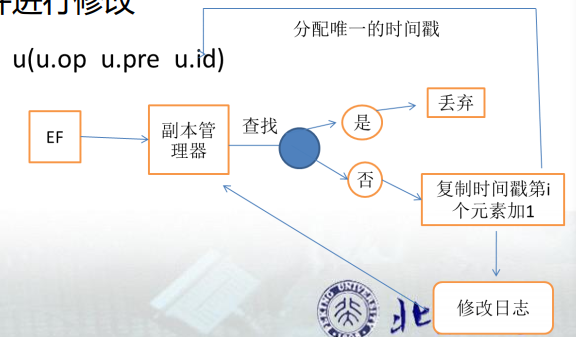 并进行修改
分配唯一的时间戳
u(u.op u.pre u.id)
EF
副本管
理器
查找
是
丢弃
否
复制时间戳第i
个元素加1
修改日志
北